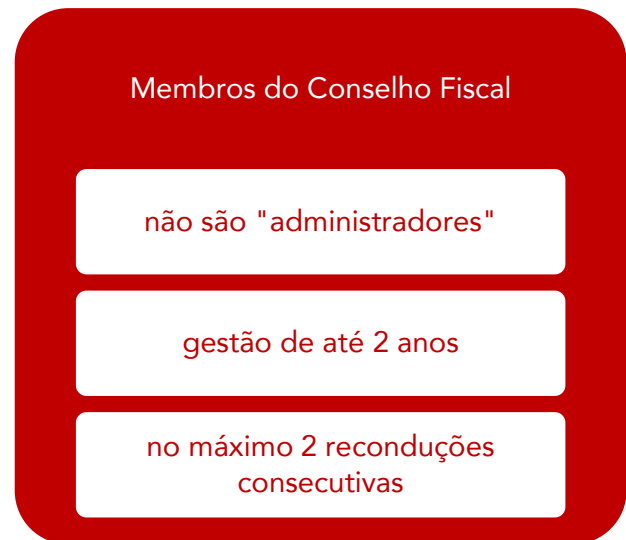 Membros do Conselho Fiscal
não são "administradores"
gestão de até 2 anos
no máximo 2 reconduções
consecutivas